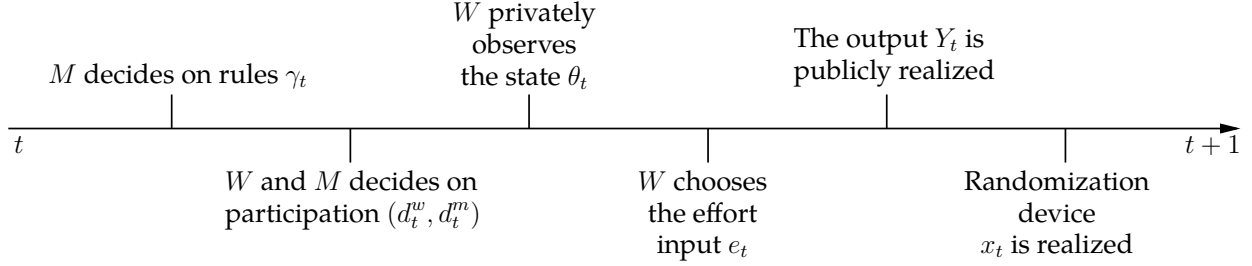 M decides on rules γ_t
W and M decides on
participation (d_t^w, d_t^m)
W privately
observes
the state θ_t
W chooses
the effort
input e_t
The output Y_t is
publicly realized
Randomization
device
x_t is realized
t
t + 1